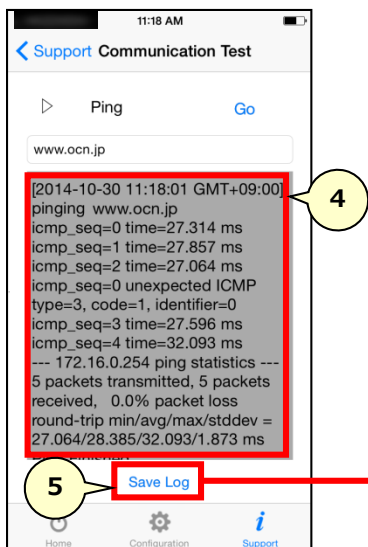 11:18 AM
Support Communication Test
Ping Go
www.ocn.jp
[2014-10-30 11:18:01 GMT+09:00]
pinging www.ocn.jp
icmp_seq=0 time=27.314 ms
icmp_seq=1 time=27.857 ms
icmp_seq=2 time=27.064 ms
icmp_seq=0 unexpected ICMP
type=3, code=1, identifier=0
icmp_seq=3 time=27.596 ms
icmp_seq=4 time=32.093 ms
--- 172.16.0.254 ping statistics ---
5 packets transmitted, 5 packets
received, 0.0% packet loss
round-trip min/avg/max/stddev =
27.064/28.385/32.093/1.873 ms
4
5
Save Log
Home Configuration Support